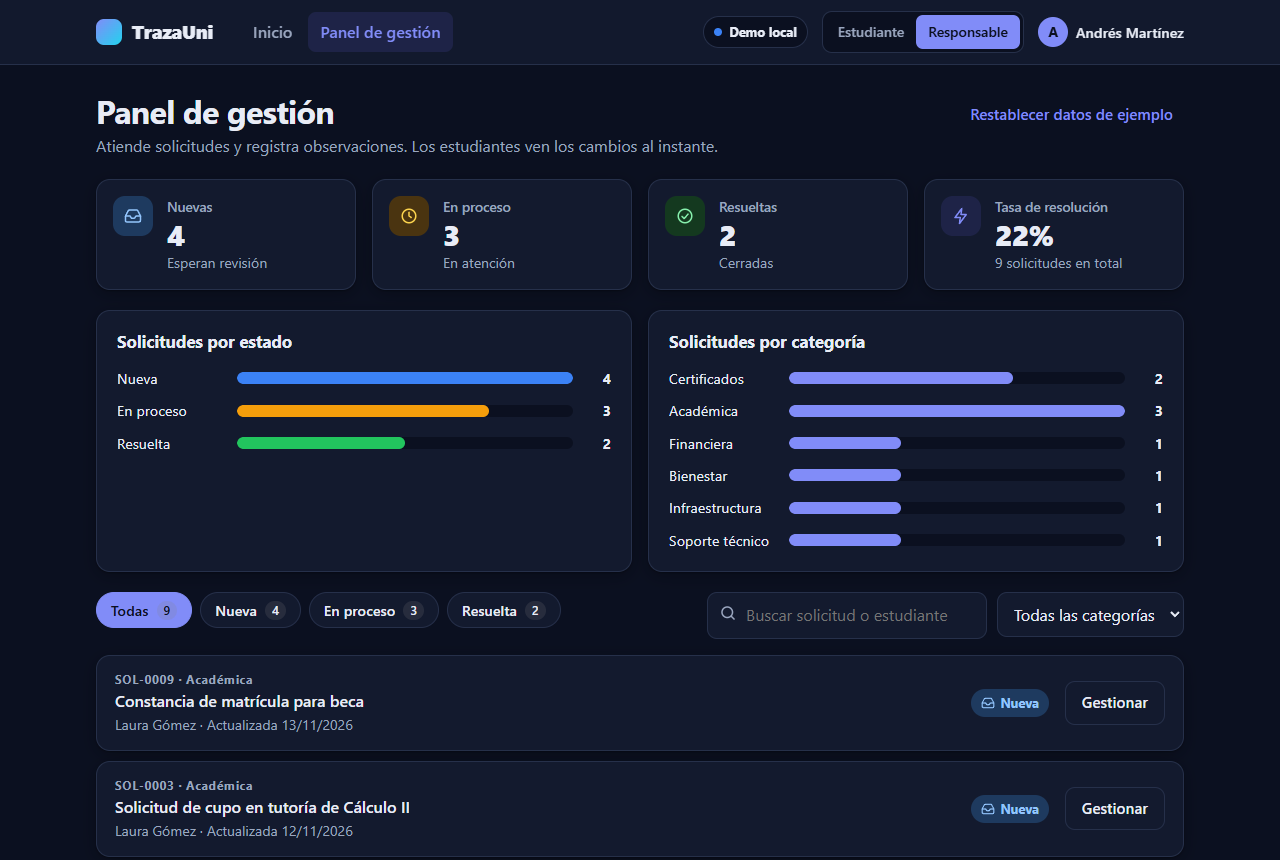 TrazaUni
Inicio
Panel de gestión
Demo local
Estudiante
Responsable
A
Andrés Martínez
Panel de gestión
Restablecer datos de ejemplo
Atiende solicitudes y registra observaciones. Los estudiantes ven los cambios al instante.
Nuevas
4
Esperan revisión
En proceso
3
En atención
Resueltas
2
Cerradas
Tasa de resolución
22%
9 solicitudes en total
Solicitudes por estado
Nueva 4
En proceso 3
Resuelta 2
Solicitudes por categoría
Certificados 2
Académica 3
Financiera 1
Bienestar 1
Infraestructura 1
Soporte técnico 1
Todas 9
Nueva 4
En proceso 3
Resuelta 2
Buscar solicitud o estudiante
Todas las categorías
SOL-0009 · Académica
Constancia de matrícula para beca
Laura Gómez · Actualizada 13/11/2026
Nueva
Gestionar
SOL-0003 · Académica
Solicitud de cupo en tutoría de Cálculo II
Laura Gómez · Actualizada 12/11/2026
Nueva
Gestionar